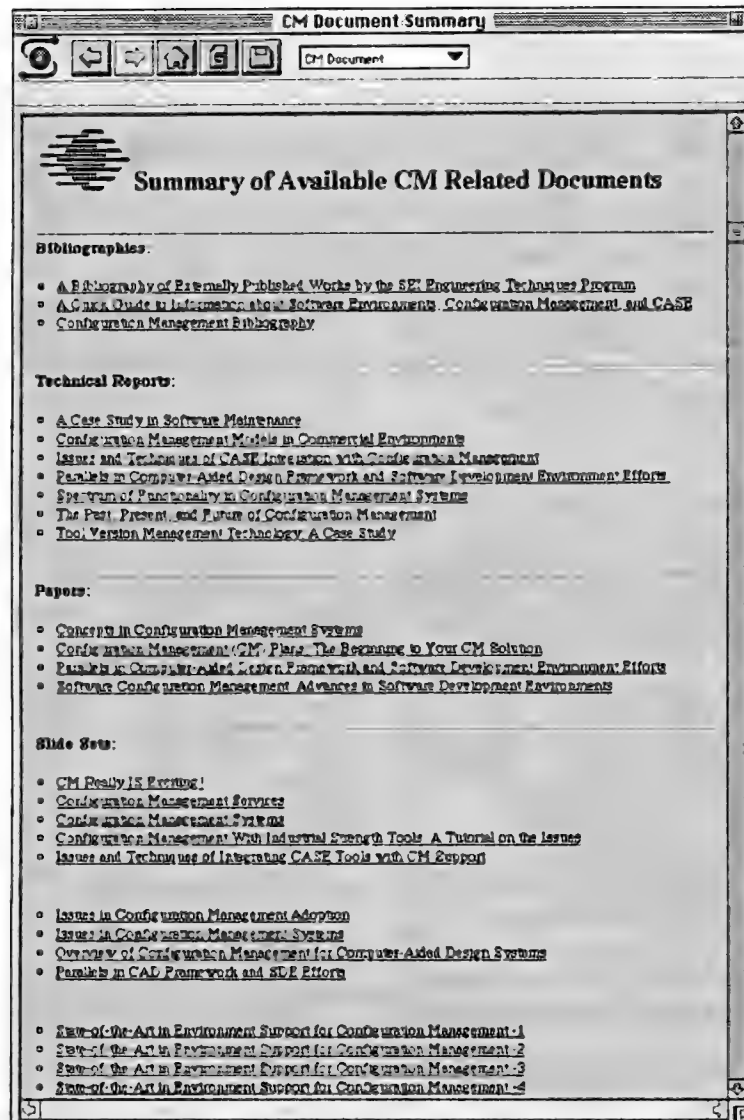 CM Document Summary
CM Document
Summary of Available CM Related Documents
Bibliographies:
A Bibliography of Externally Published Works by the SEI Engineering Techniques Program
A Quick Guide to Information about Software Environments, Configuration Management, and CASE
Configuration Management Bibliography
Technical Reports:
A Case Study in Software Maintenance
Configuration Management Models in Commercial Environments
Issues and Techniques of CASE Integration with Configuration Management
Parallels in Computer-Aided Design Framework and Software Development Environment Efforts
Spectrum of Functionality in Configuration Management Systems
The Past, Present, and Future of Configuration Management
Tool Version Management Technology: A Case Study
Papers:
Concepts in Configuration Management Systems
Configuration Management (CM) Plans: The Beginning to Your CM Solution
Parallels in Computer-Aided Design Framework and Software Development Environment Efforts
Software Configuration Management: Advances in Software Development Environments
Slide Sets:
CM Really IS Exciting!
Configuration Management Services
Configuration Management Systems
Configuration Management With Industrial Strength Tools: A Tutorial on the Issues
Issues and Techniques of Integrating CASE Tools with CM Support
Issues in Configuration Management Adoption
Issues in Configuration Management Systems
Overview of Configuration Management for Computer-Aided Design Systems
Parallels in CAD Framework and SDE Efforts
State-of-the-Art in Environment Support for Configuration Management -1
State-of-the-Art in Environment Support for Configuration Management -2
State-of-the-Art in Environment Support for Configuration Management -3
State-of-the-Art in Environment Support for Configuration Management -4